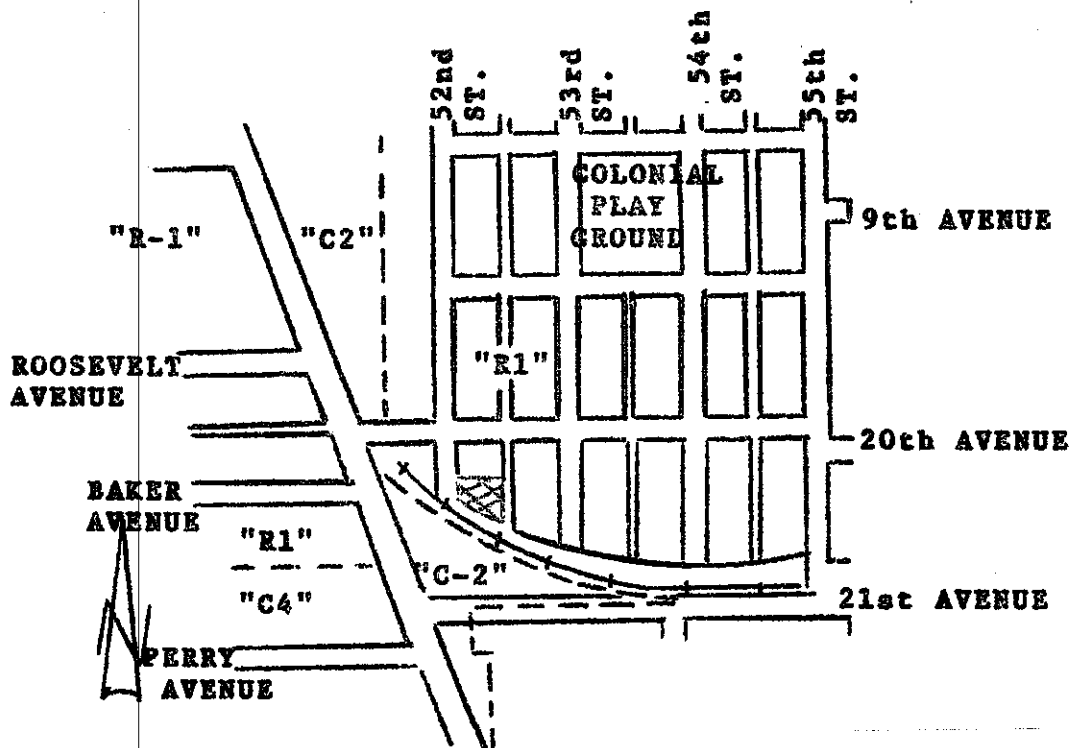 52nd
ST.
53rd
ST.
54th
ST.
55th
ST.
COLONIAL
PLAY
GROUND
9th AVENUE
"R-1"
"C2"
ROOSEVELT
AVENUE
"R1"
20th AVENUE
BAKER
AVENUE
"R1"
"C-2"
"C4"
21st AVENUE
PERRY
AVENUE